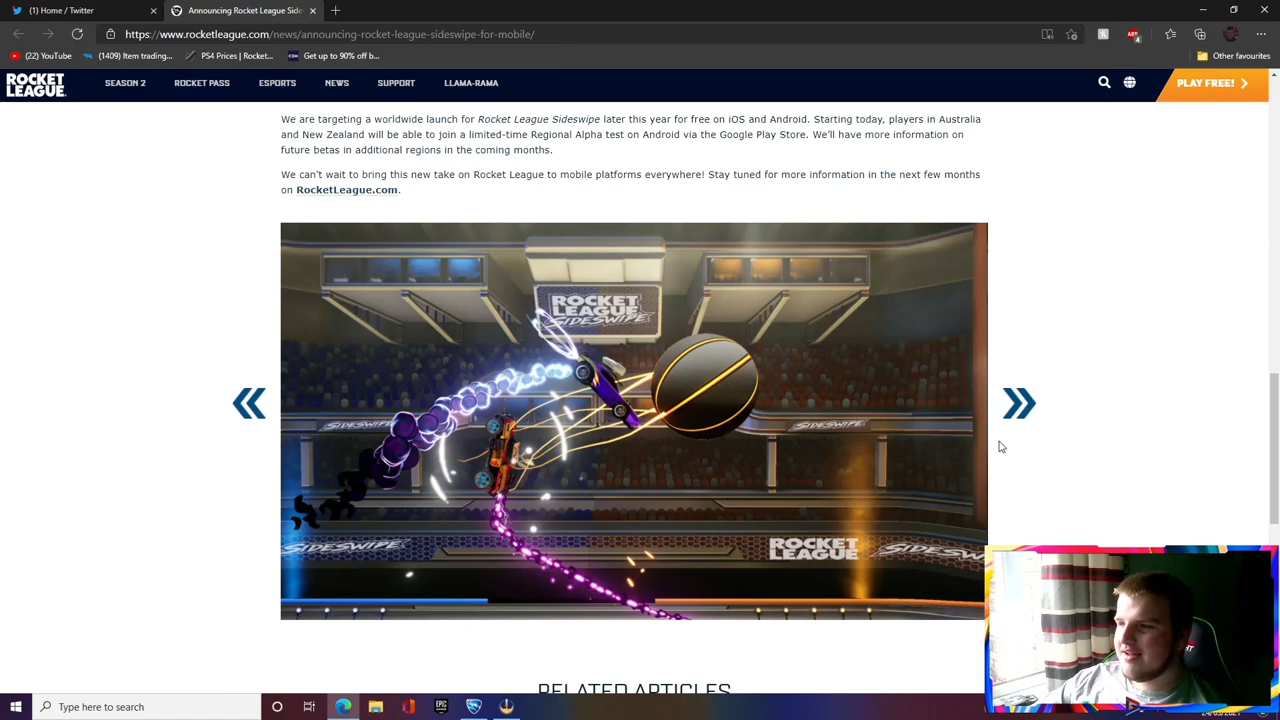 (1) Home / Twitter
Announcing Rocket League Side
https://www.rocketleague.com/news/announcing-rocket-league-sideswipe-for-mobile/
4
(22) YouTube
(1409) Item trading...
PS4 Prices | Rocket...
Get up to 90% off b...
Other favourites
ROCKET
LEAGUE
SEASON 2
ROCKET PASS
ESPORTS
NEWS
SUPPORT
LLAMA-RAMA
PLAY FREE!
We are targeting a worldwide launch for Rocket League Sideswipe later this year for free on iOS and Android. Starting today, players in Australia
and New Zealand will be able to join a limited-time Regional Alpha test on Android via the Google Play Store. We'll have more information on
future betas in additional regions in the coming months.
We can't wait to bring this new take on Rocket League to mobile platforms everywhere! Stay tuned for more information in the next few months
on RocketLeague.com.
ROCKET
LEAGUE
SIDESWIPE
SIDESWIPE
SIDESWIPE
SIDESWIPE
ROCKET
LEAGUE
SIDESWIPE
RELATED ARTICLES
Type here to search
EPIC